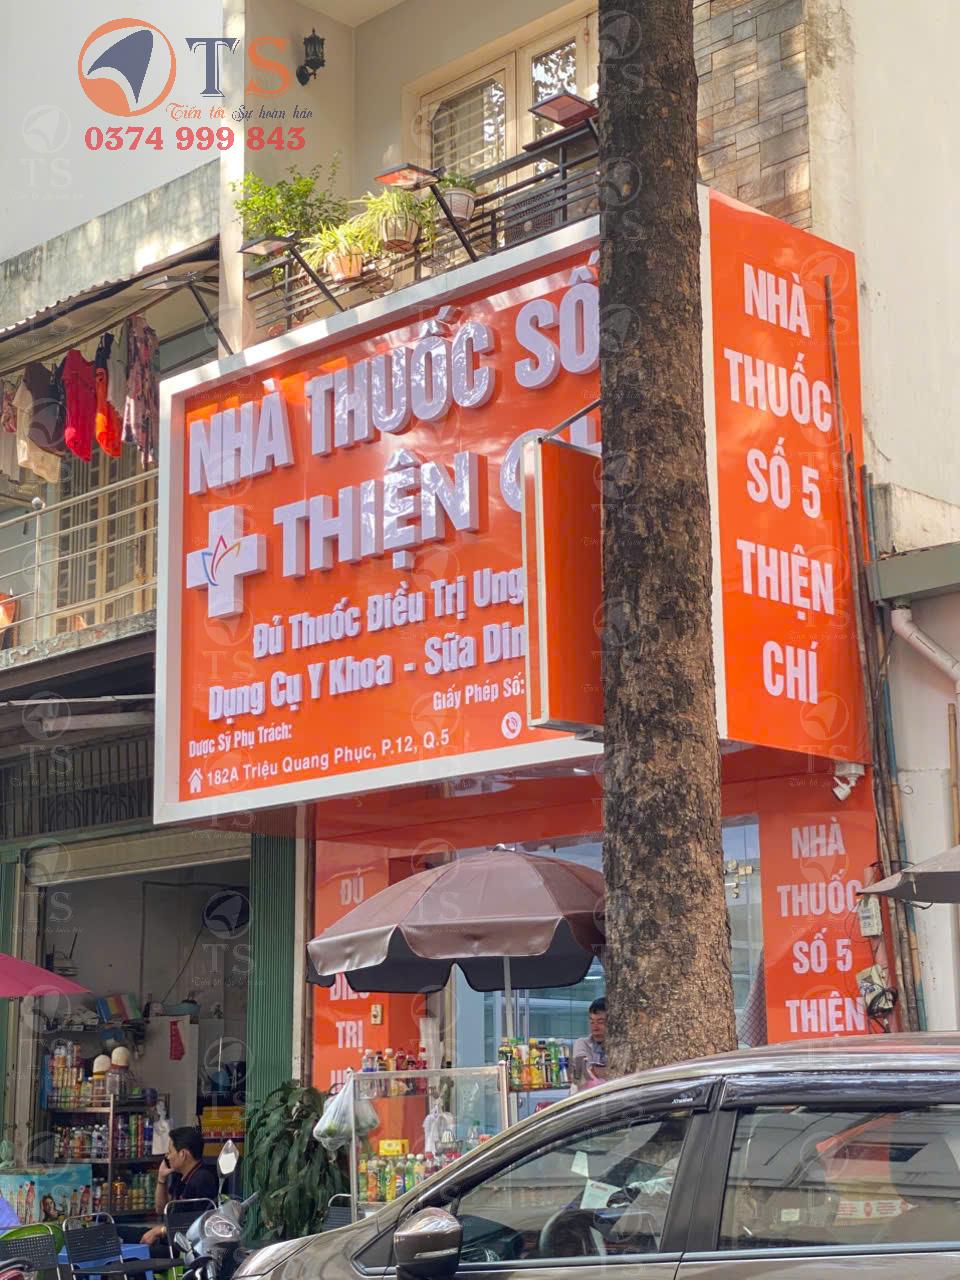 TS
Tiến tới Sự hoàn hảo
0374 999 843
NHÀ THUỐC SỐ
THIỆN
Đủ Thuốc Điều Trị Ung
Dụng Cụ Y Khoa - Sữa Din
Giấy Phép Số:
Dược Sỹ Phụ Trách:
182A Triệu Quang Phục, P.12, Q.5
NHÀ
THUỐC
SỐ 5
THIỆN
CHÍ
ĐỦ
ĐIỀU
TRỊ
NHÀ
THUỐC
SỐ 5
THIỆN